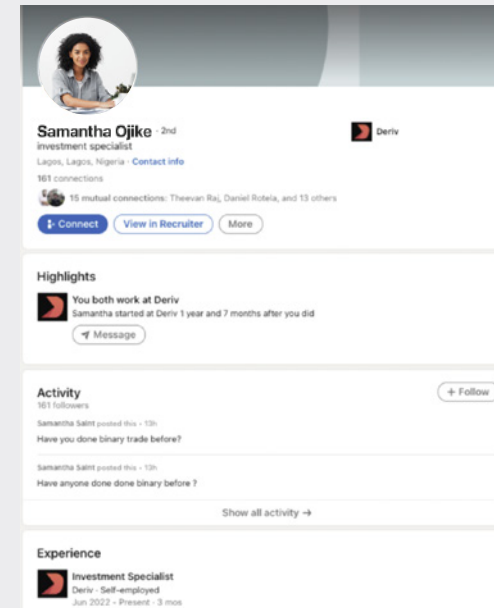 Samantha Ojike · 2nd
Deriv
investment specialist
Lagos, Lagos, Nigeria · Contact info
161 connections
15 mutual connections: Theevan Raj, Daniel Rotela, and 13 others
Connect
View in Recruiter
More
Highlights
You both work at Deriv
Samantha started at Deriv 1 year and 7 months after you did
Message
Activity
+ Follow
161 followers
Samantha Saint posted this • 13h
Have you done binary trade before?
Samantha Saint posted this • 13h
Have anyone done done binary before ?
Show all activity →
Experience
Investment Specialist
Deriv · Self-employed
Jun 2022 - Present · 3 mos